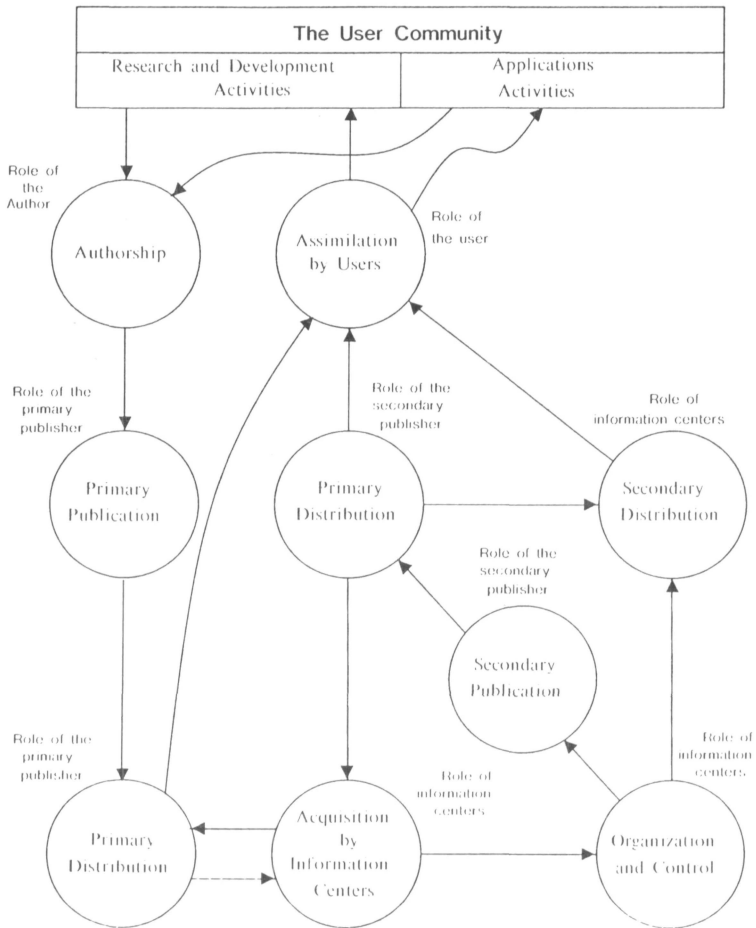 The User Community
Research and Development
Activities
Applications
Activities
Role of
the
Author
Authorship
Assimilation
by Users
Role of
the user
Role of the
primary
publisher
Role of the
secondary
publisher
Role of
information centers
Primary
Publication
Primary
Distribution
Secondary
Distribution
Role of the
secondary
publisher
Secondary
Publication
Role of the
primary
publisher
Role of
information
centers
Role of
information
centers
Primary
Distribution
Acquisition
by
Information
Centers
Organization
and Control